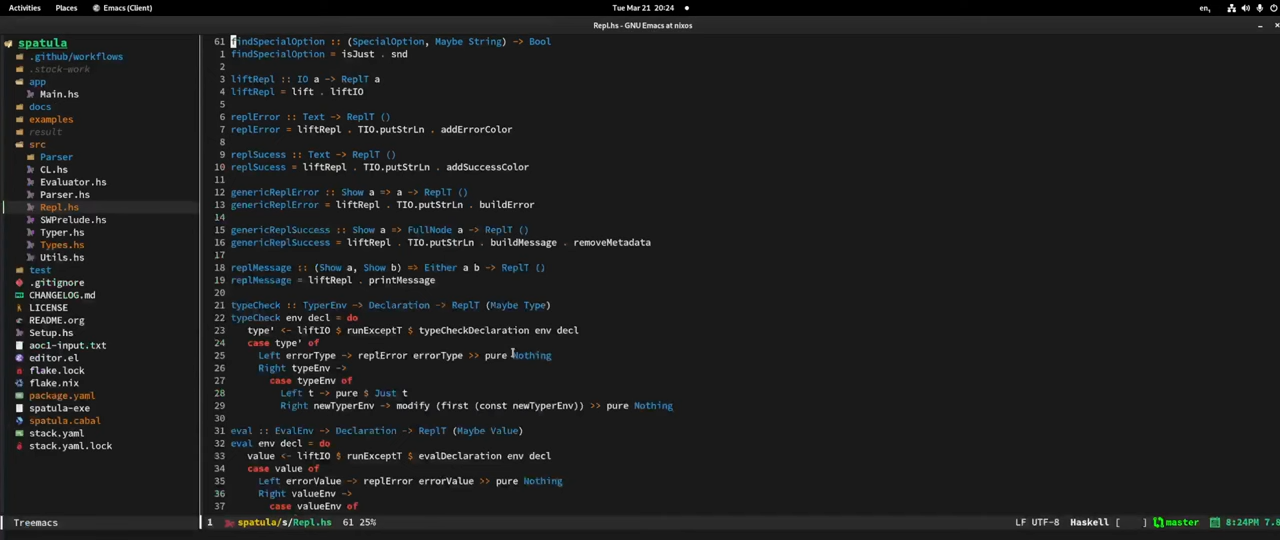 Activities Places Emacs (Client) Tue Mar 21 20:24 en,
Repl.hs - GNU Emacs at nixos
spatula
.github/workflows
.stack-work
app
Main.hs
docs
examples
result
src
Parser
CL.hs
Evaluator.hs
Parser.hs
Repl.hs
SWPrelude.hs
Typer.hs
Types.hs
Utils.hs
test
.gitignore
CHANGELOG.md
LICENSE
README.org
Setup.hs
aoc1-input.txt
editor.el
flake.lock
flake.nix
package.yaml
spatula-exe
spatula.cabal
stack.yaml
stack.yaml.lock
Treemacs
61 findSpecialOption :: (SpecialOption, Maybe String) -> Bool
1 findSpecialOption = isJust . snd
2
3 liftRepl :: IO a -> ReplT a
4 liftRepl = lift . liftIO
5
6 replError :: Text -> ReplT ()
7 replError = liftRepl . TIO.putStrLn . addErrorColor
8
9 replSucess :: Text -> ReplT ()
10 replSucess = liftRepl . TIO.putStrLn . addSuccessColor
11
12 genericReplError :: Show a => a -> ReplT ()
13 genericReplError = liftRepl . TIO.putStrLn . buildError
14
15 genericReplSuccess :: Show a => FullNode a -> ReplT ()
16 genericReplSuccess = liftRepl . TIO.putStrLn . buildMessage . removeMetadata
17
18 replMessage :: (Show a, Show b) => Either a b -> ReplT ()
19 replMessage = liftRepl . printMessage
20
21 typeCheck :: TyperEnv -> Declaration -> ReplT (Maybe Type)
22 typeCheck env decl = do
23 type' <- liftIO $ runExceptT $ typeCheckDeclaration env decl
24 case type' of
25 Left errorType -> replError errorType >> pure Nothing
26 Right typeEnv ->
27 case typeEnv of
28 Left t -> pure $ Just t
29 Right newTyperEnv -> modify (first (const newTyperEnv)) >> pure Nothing
30
31 eval :: EvalEnv -> Declaration -> ReplT (Maybe Value)
32 eval env decl = do
33 value <- liftIO $ runExceptT $ evalDeclaration env decl
34 case value of
35 Left errorValue -> replError errorValue >> pure Nothing
36 Right valueEnv ->
37 case valueEnv of
1 spatula/s/Repl.hs 61 25% LF UTF-8 Haskell [ ] master 8:24PM 7.8